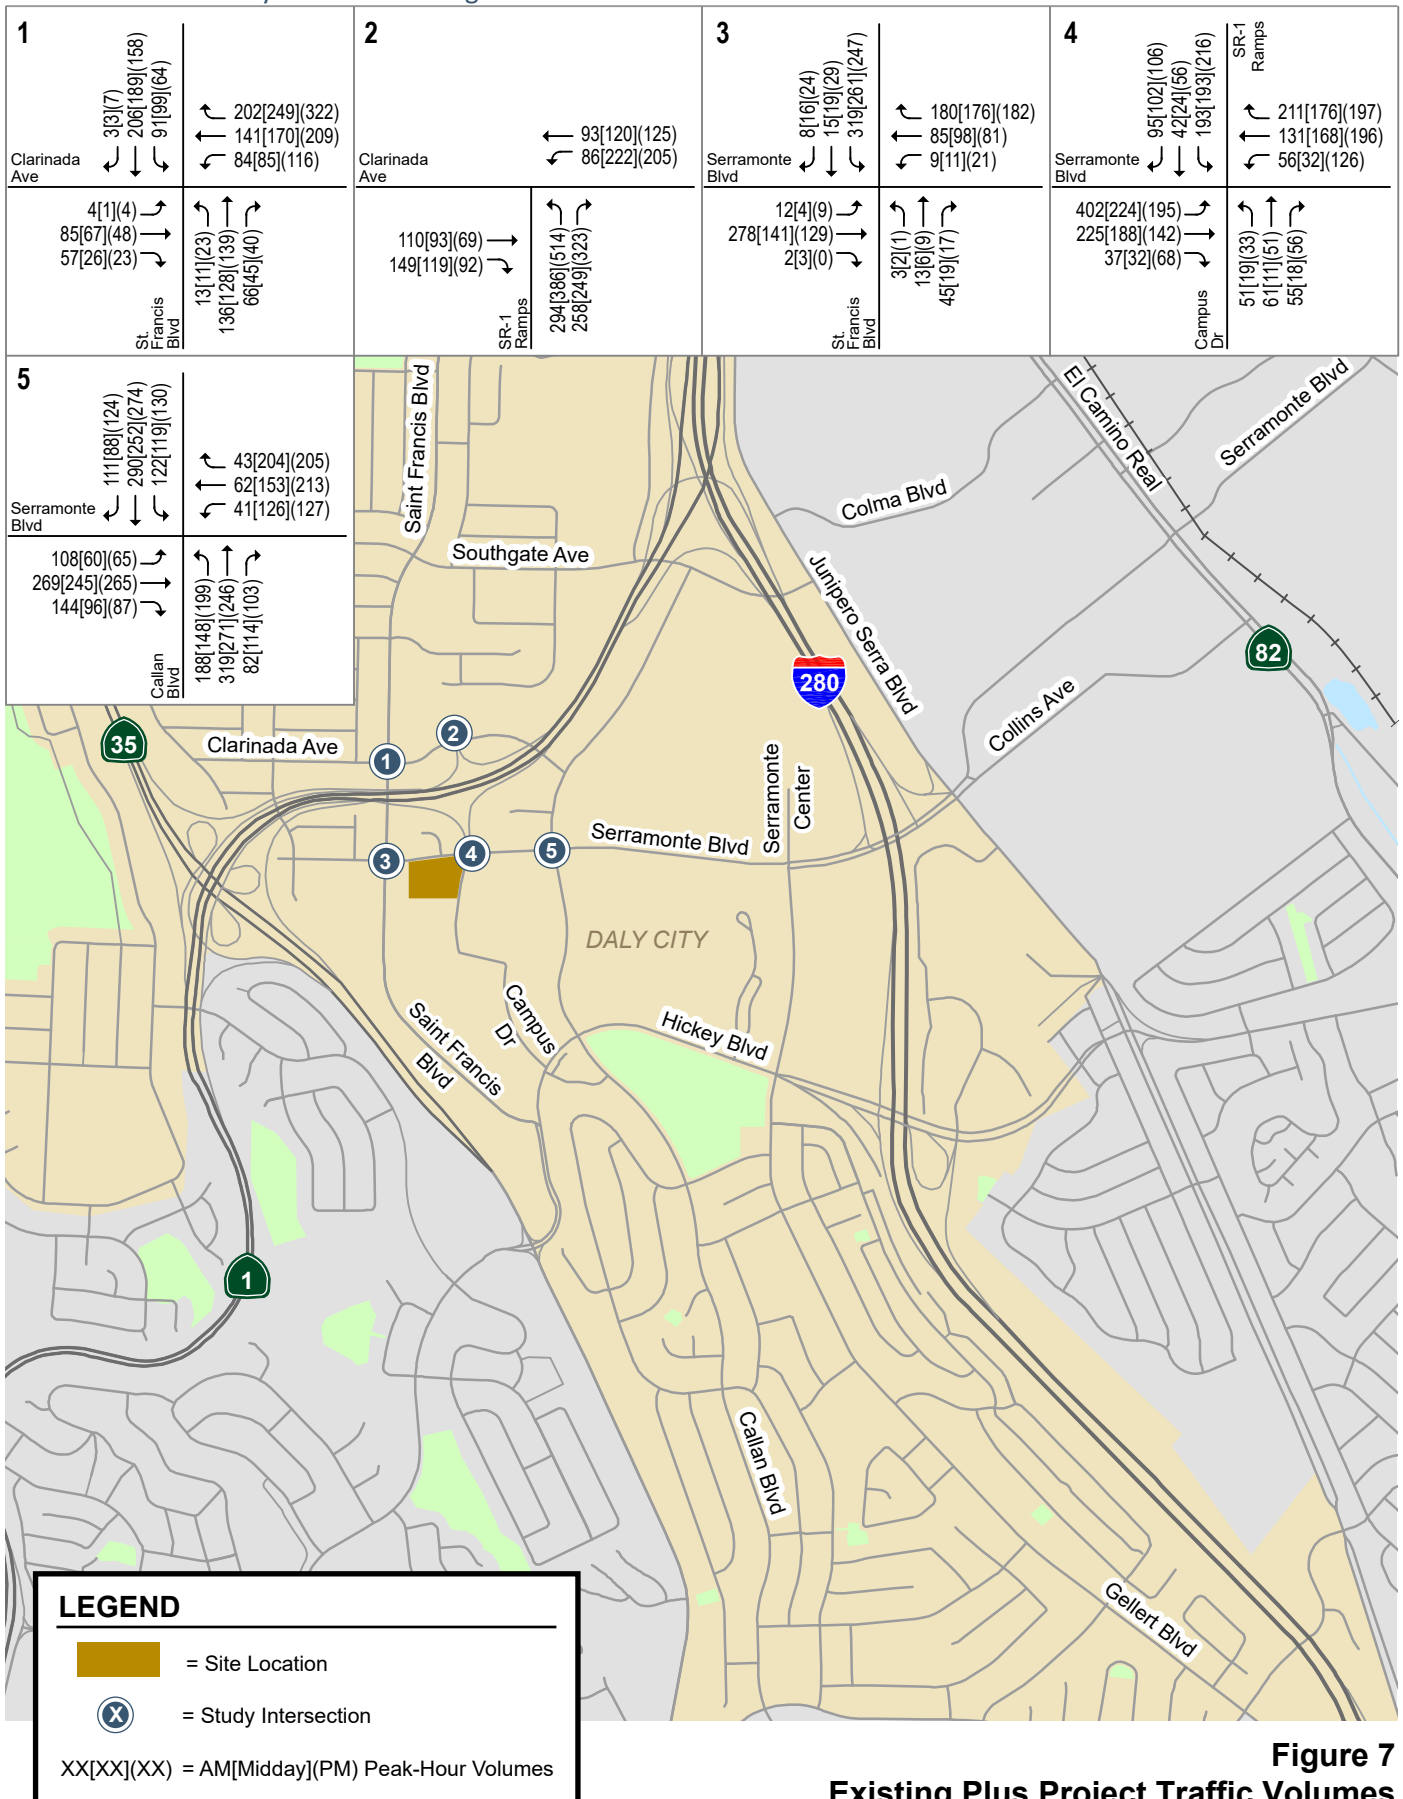 1
3[3](7)
206[189](158)
91[99](64)
202[249](322)
141[170](209)
84[85](116)
Clarinada
Ave
4[1](4)
85[67](48)
57[26](23)
13[11](23)
136[128](139)
66[45](40)
St.
Francis
Blvd
2
93[120](125)
86[222](205)
Clarinada
Ave
110[93](69)
149[119](92)
294[386](514)
258[249](323)
SR-1
Ramps
3
8[16](24)
15[19](29)
319[261](247)
180[176](182)
85[98](81)
9[11](21)
Serramonte
Blvd
12[4](9)
278[141](129)
2[3](0)
3[2](1)
13[6](9)
45[19](17)
St.
Francis
Blvd
4
95[102](106)
42[24](56)
193[193](216)
SR-1
Ramps
211[176](197)
131[168](196)
56[32](126)
Serramonte
Blvd
402[224](195)
225[188](142)
37[32](68)
51[19](33)
61[11](51)
55[18](56)
Campus
Dr
5
111[88](124)
290[252](274)
122[119](130)
43[204](205)
62[153](213)
41[126](127)
Serramonte
Blvd
108[60](65)
269[245](265)
144[96](87)
188[148](199)
319[271](246)
82[114](103)
Callan
Blvd
Saint Francis Blvd
Southgate Ave
Colma Blvd
El Camino Real
Serramonte Blvd
Junipero Serra Blvd
82
280
Collins Ave
35
Clarinada Ave
1
2
Serramonte
Center
3
4
5
Serramonte Blvd
DALY CITY
Saint Francis
Blvd
Campus
Dr
Hickey Blvd
1
Callan Blvd
Gellert Blvd
LEGEND
= Site Location
X
= Study Intersection
XX[XX](XX) = AM[Midday](PM) Peak-Hour Volumes
Figure 7
Existing Plus Project Traffic Volumes